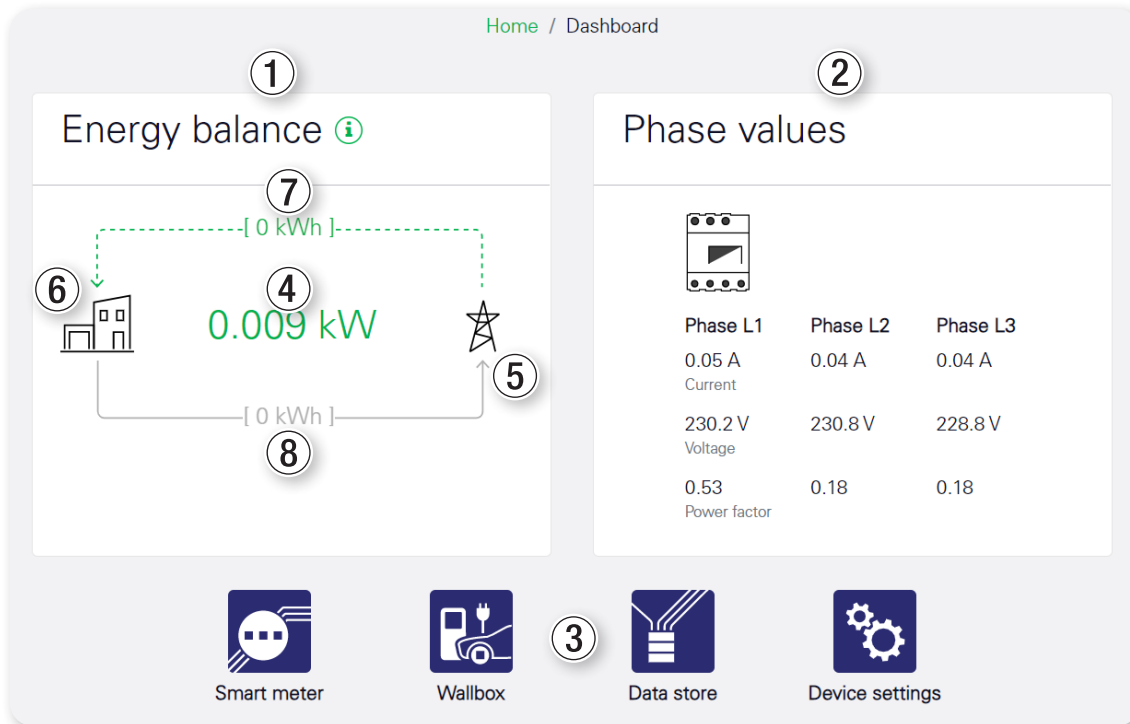 Home / Dashboard
1
2
Energy balance
Phase values
7
[ 0 kWh ]
6
4
0.009 kW
5
[ 0 kWh ]
8
Phase L1 Phase L2 Phase L3
0.05 A 0.04 A 0.04 A
Current
230.2 V 230.8 V 228.8 V
Voltage
0.53 0.18 0.18
Power factor
3
Smart meter Wallbox Data store Device settings